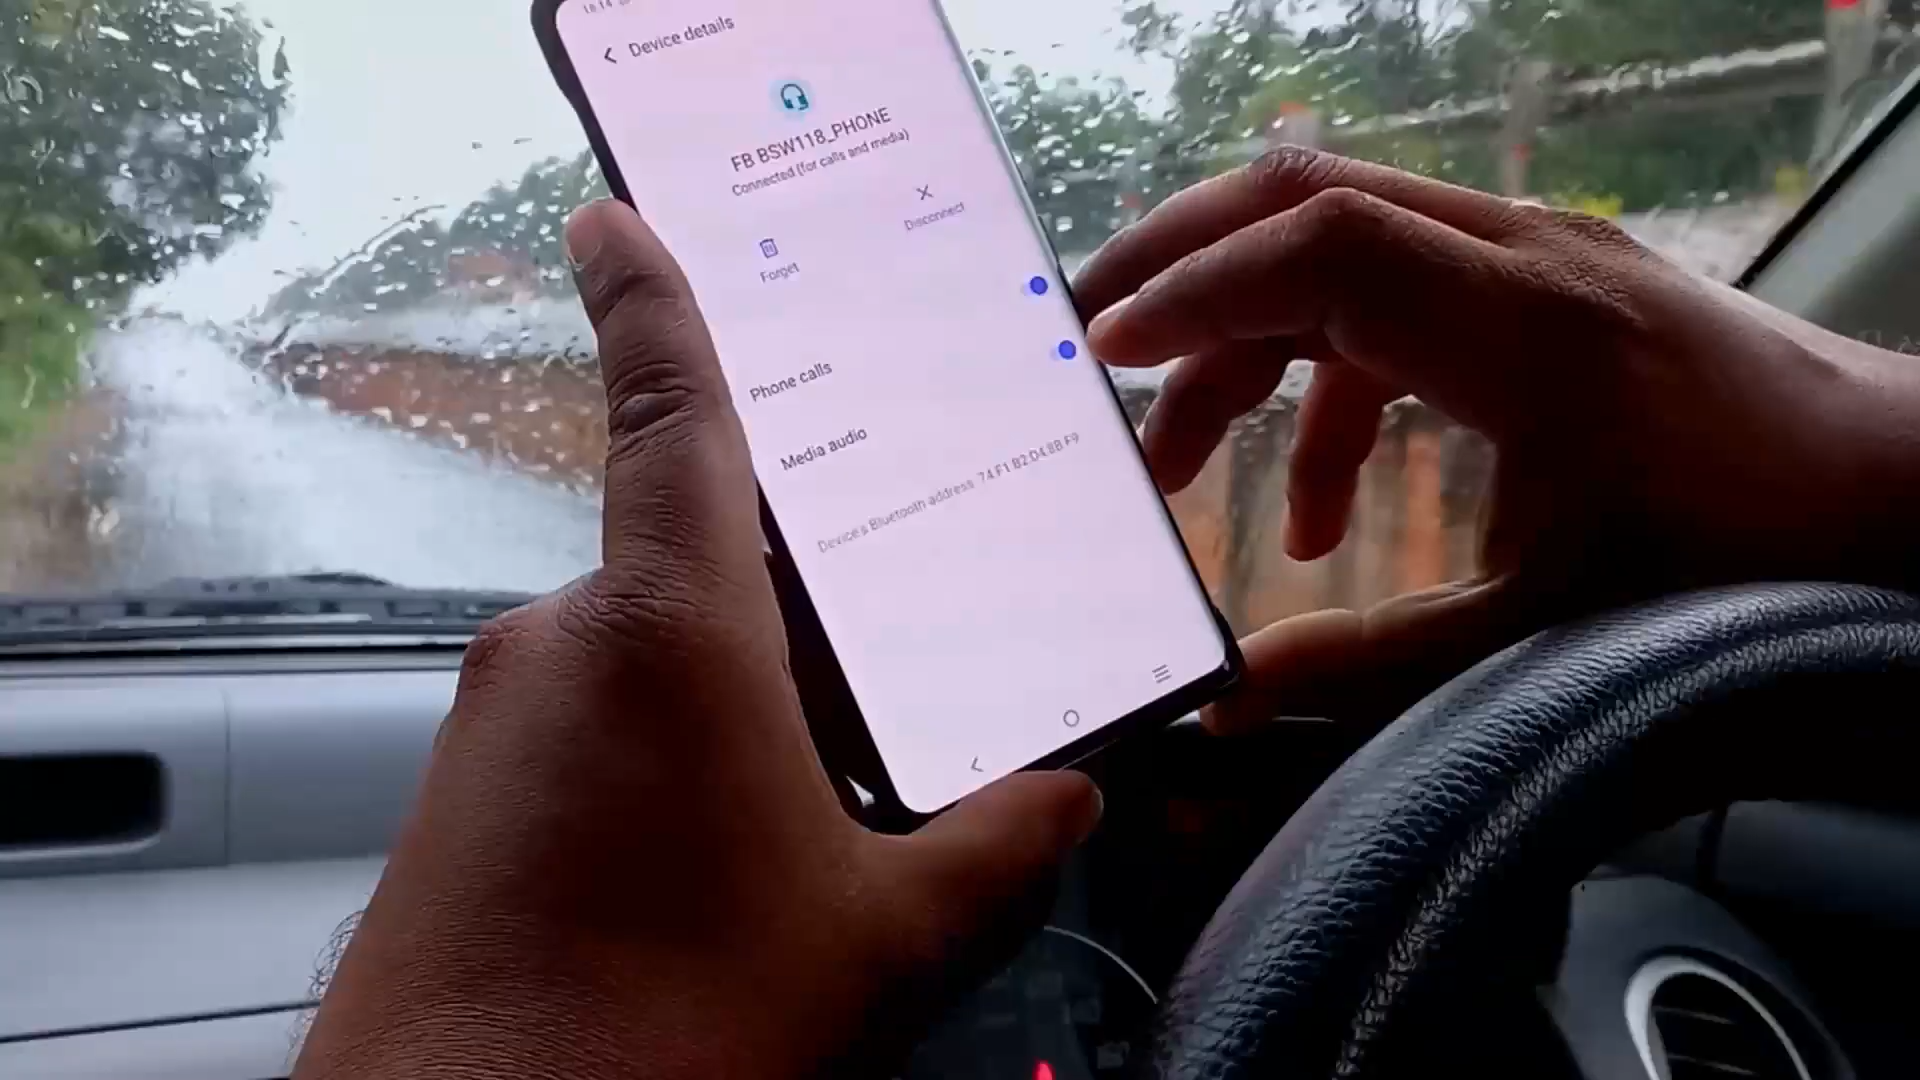 Device details
FB BSW118_PHONE
Connected (for calls and media)
Forget
Disconnect
Phone calls
Media audio
Device's Bluetooth address 74:F1:B2:D4:8B:F9